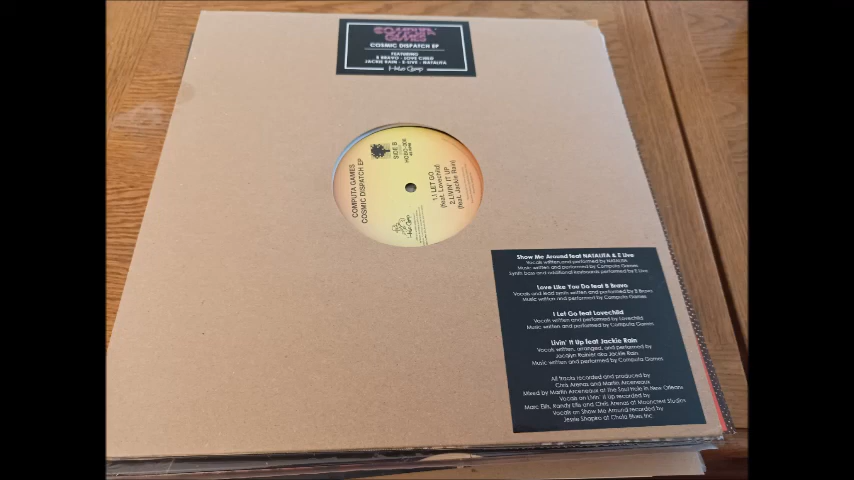 COMPUTA
GAMES
COSMIC DISPATCH EP
FEATURING
B BRAVO - LOVE CHILD
JACKIE RAIN - E-LIVE - NATALITA
COMPUTA GAMES
COSMIC DISPATCH EP
SIDE B
1. I LET GO
(feat. Lovechild)
2. LIVIN' IT UP
(feat. Jackie Rain)
Show Me Around feat NATALITA & E Live
Vocals written and performed by NATALITA
Music written and performed by Computa Games
Synth bass and additional keyboards performed by E Live
Love Like You Do feat B Bravo
Vocals and lead synth written and performed by B Bravo
Music written and performed by Computa Games
I Let Go feat Lovechild
Vocals written and performed by Lovechild
Music written and performed by Computa Games
Livin' It Up feat Jackie Rain
Vocals written, arranged, and performed by
Jocalyn Rainier aka Jackie Rain
Music written and performed by Computa Games
All tracks recorded and produced by
Chris Arenas and Martin Arceneaux
Mixed by Martin Arceneaux at The Soul Hole in New Orleans
Vocals on Livin' it Up recorded by
Marc Ellis, Randy Ellis and Chris Arenas at Mooncrest Studios
Vocals on Show Me Around recorded by
Jesse Shapiro at Chola Blues Inc.